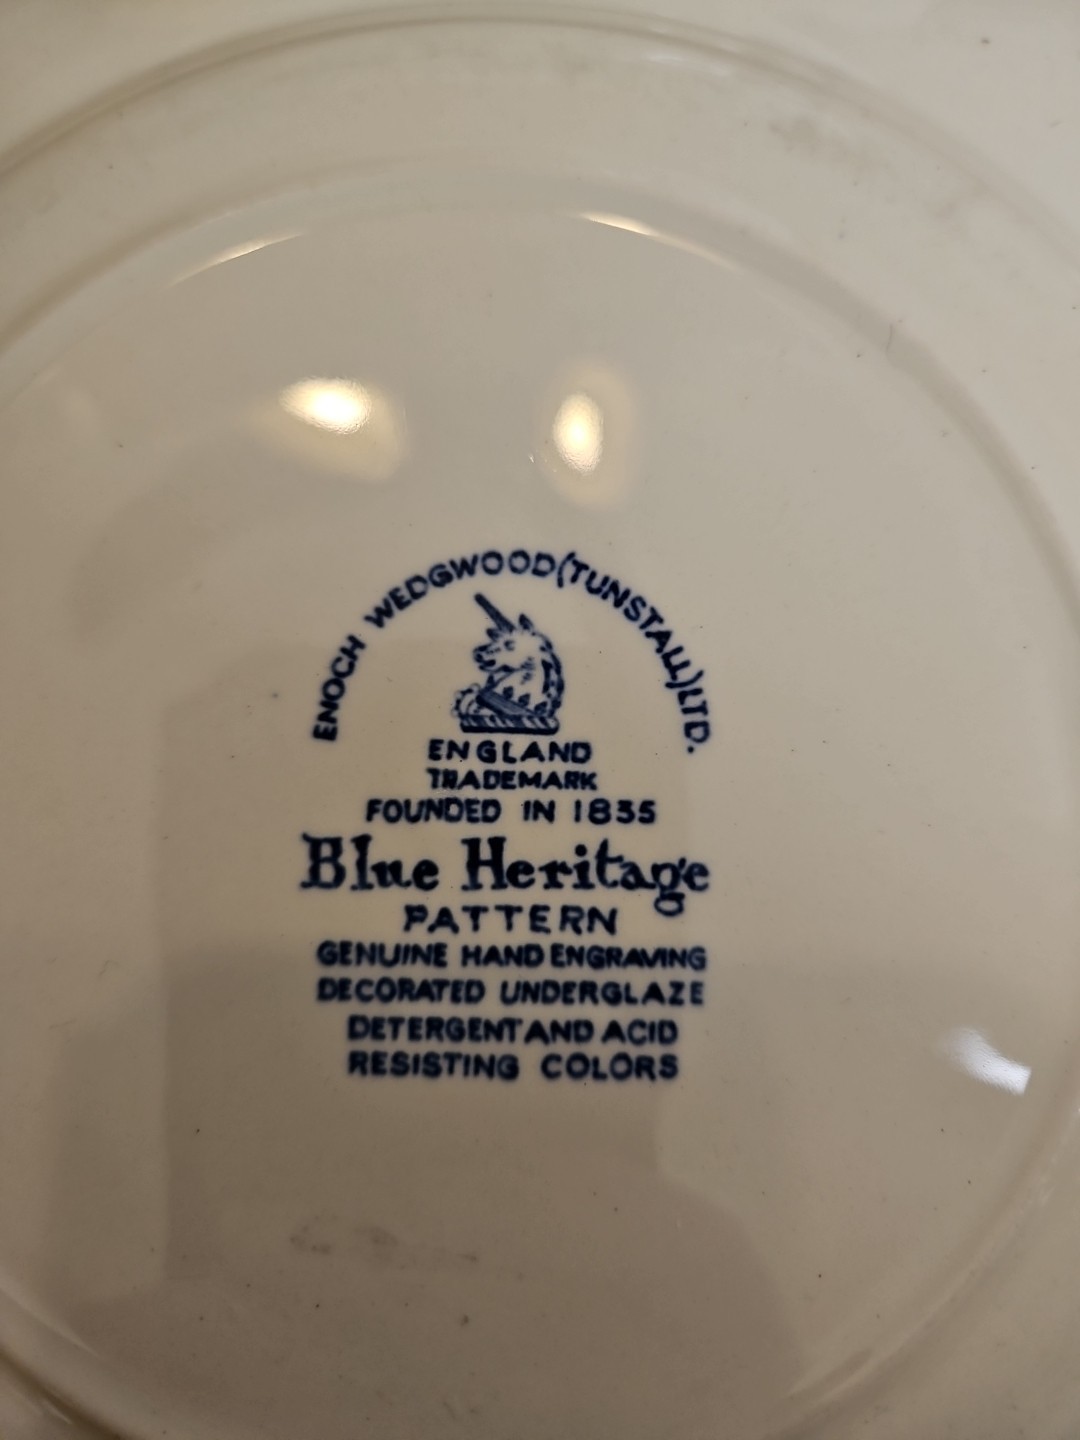 ENOCH WEDGWOOD (TUNSTALL) LTD.
ENGLAND
TRADEMARK
FOUNDED IN 1835
Blue Heritage
PATTERN
GENUINE HAND ENGRAVING
DECORATED UNDERGLAZE
DETERGENT AND ACID
RESISTING COLORS